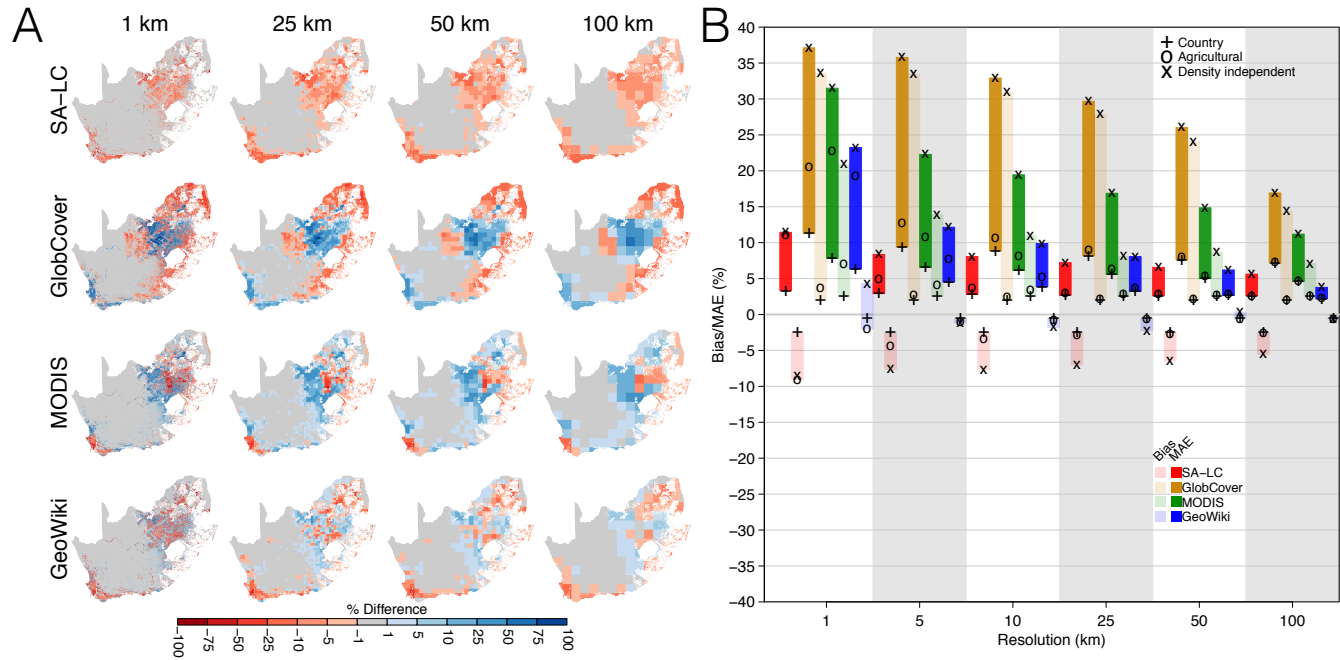 A
1 km
25 km
50 km
100 km
SA−LC
GlobCover
MODIS
GeoWiki
% Difference
−100
−75
−50
−25
−10
−5
−1
1
5
10
25
50
75
100
B
40
35
30
25
20
15
10
5
0
−5
−10
−15
−20
−25
−30
−35
−40
Bias/MAE (%)
+ Country
o Agricultural
x Density independent
Bias
MAE
SA−LC
GlobCover
MODIS
GeoWiki
1
5
10
25
50
100
Resolution (km)